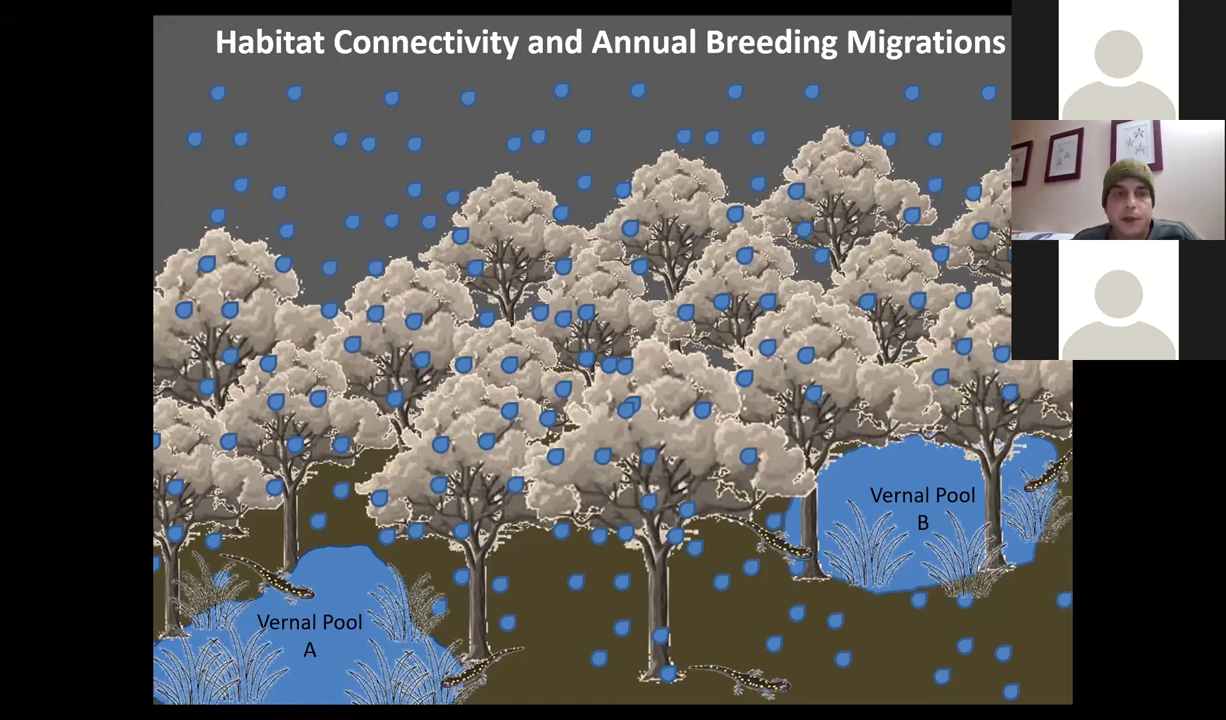 Habitat Connectivity and Annual Breeding Migrations
Vernal Pool
B
Vernal Pool
A